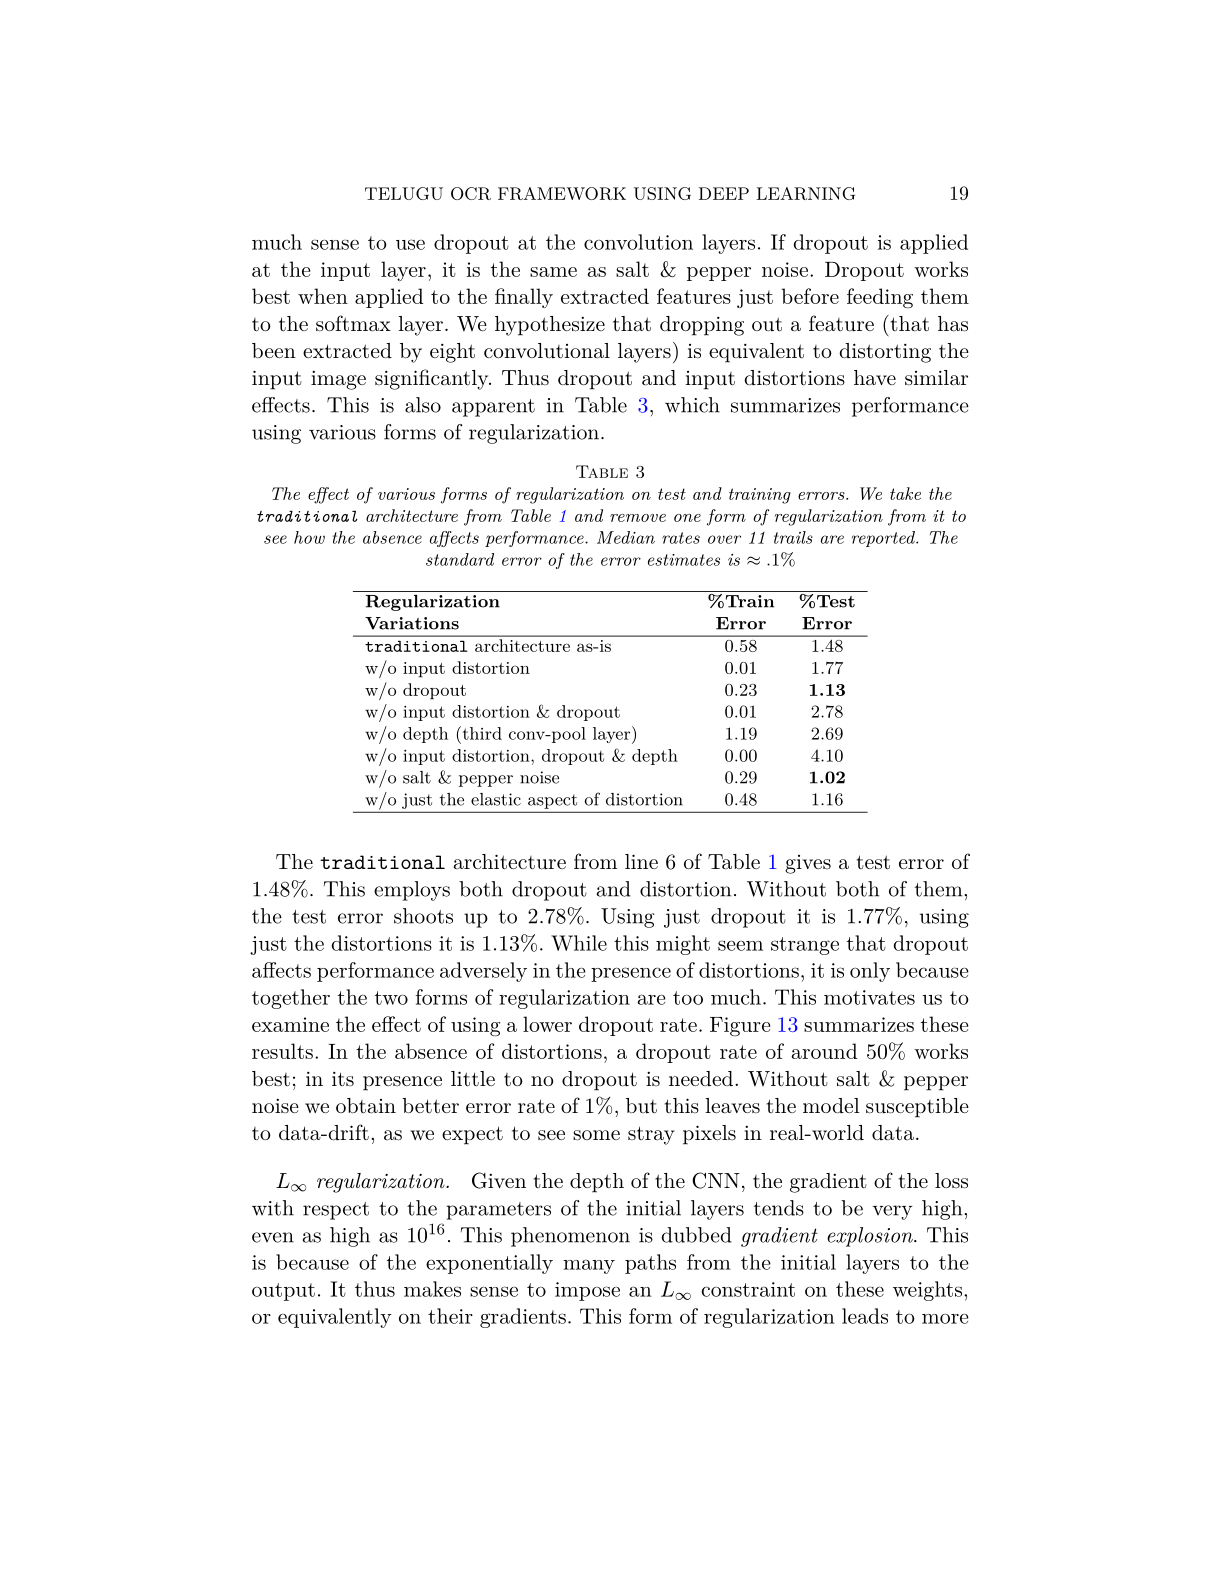 TELUGU OCR FRAMEWORK USING DEEP LEARNING 19
much sense to use dropout at the convolution layers. If dropout is applied
at the input layer, it is the same as salt & pepper noise. Dropout works
best when applied to the finally extracted features just before feeding them
to the softmax layer. We hypothesize that dropping out a feature (that has
been extracted by eight convolutional layers) is equivalent to distorting the
input image significantly. Thus dropout and input distortions have similar
effects. This is also apparent in Table 3, which summarizes performance
using various forms of regularization.
Table 3
The effect of various forms of regularization on test and training errors. We take the
traditional architecture from Table 1 and remove one form of regularization from it to
see how the absence affects performance. Median rates over 11 trails are reported. The
standard error of the error estimates is ≈ .1%
Regularization %Train %Test
Variations Error Error
traditional architecture as-is 0.58 1.48
w/o input distortion 0.01 1.77
w/o dropout 0.23 1.13
w/o input distortion & dropout 0.01 2.78
w/o depth (third conv-pool layer) 1.19 2.69
w/o input distortion, dropout & depth 0.00 4.10
w/o salt & pepper noise 0.29 1.02
w/o just the elastic aspect of distortion 0.48 1.16
The traditional architecture from line 6 of Table 1 gives a test error of
1.48%. This employs both dropout and distortion. Without both of them,
the test error shoots up to 2.78%. Using just dropout it is 1.77%, using
just the distortions it is 1.13%. While this might seem strange that dropout
affects performance adversely in the presence of distortions, it is only because
together the two forms of regularization are too much. This motivates us to
examine the effect of using a lower dropout rate. Figure 13 summarizes these
results. In the absence of distortions, a dropout rate of around 50% works
best; in its presence little to no dropout is needed. Without salt & pepper
noise we obtain better error rate of 1%, but this leaves the model susceptible
to data-drift, as we expect to see some stray pixels in real-world data.
L∞ regularization. Given the depth of the CNN, the gradient of the loss
with respect to the parameters of the initial layers tends to be very high,
even as high as 10¹⁶. This phenomenon is dubbed gradient explosion. This
is because of the exponentially many paths from the initial layers to the
output. It thus makes sense to impose an L∞ constraint on these weights,
or equivalently on their gradients. This form of regularization leads to more